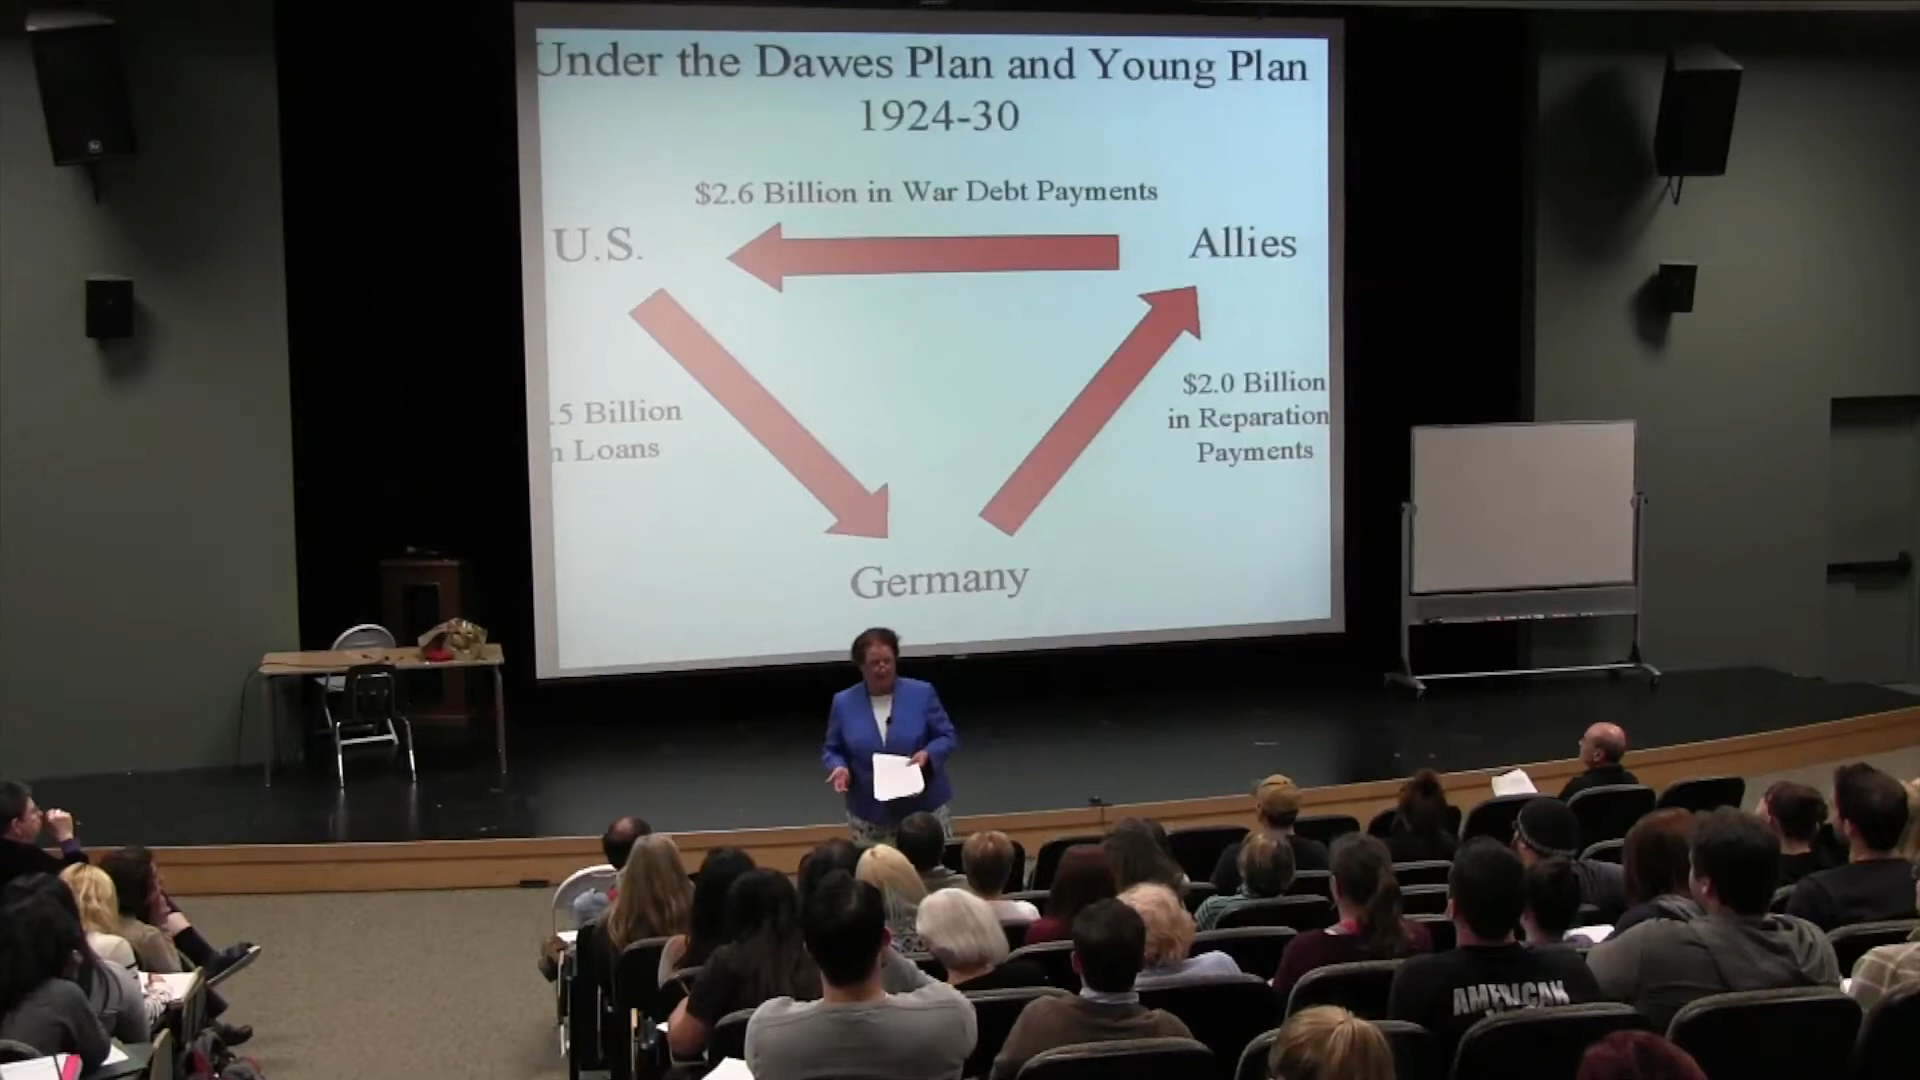 Under the Dawes Plan and Young Plan
1924-30
$2.6 Billion in War Debt Payments
U.S.
Allies
.5 Billion
Loans
$2.0 Billion
in Reparation
Payments
Germany
AMERICAN